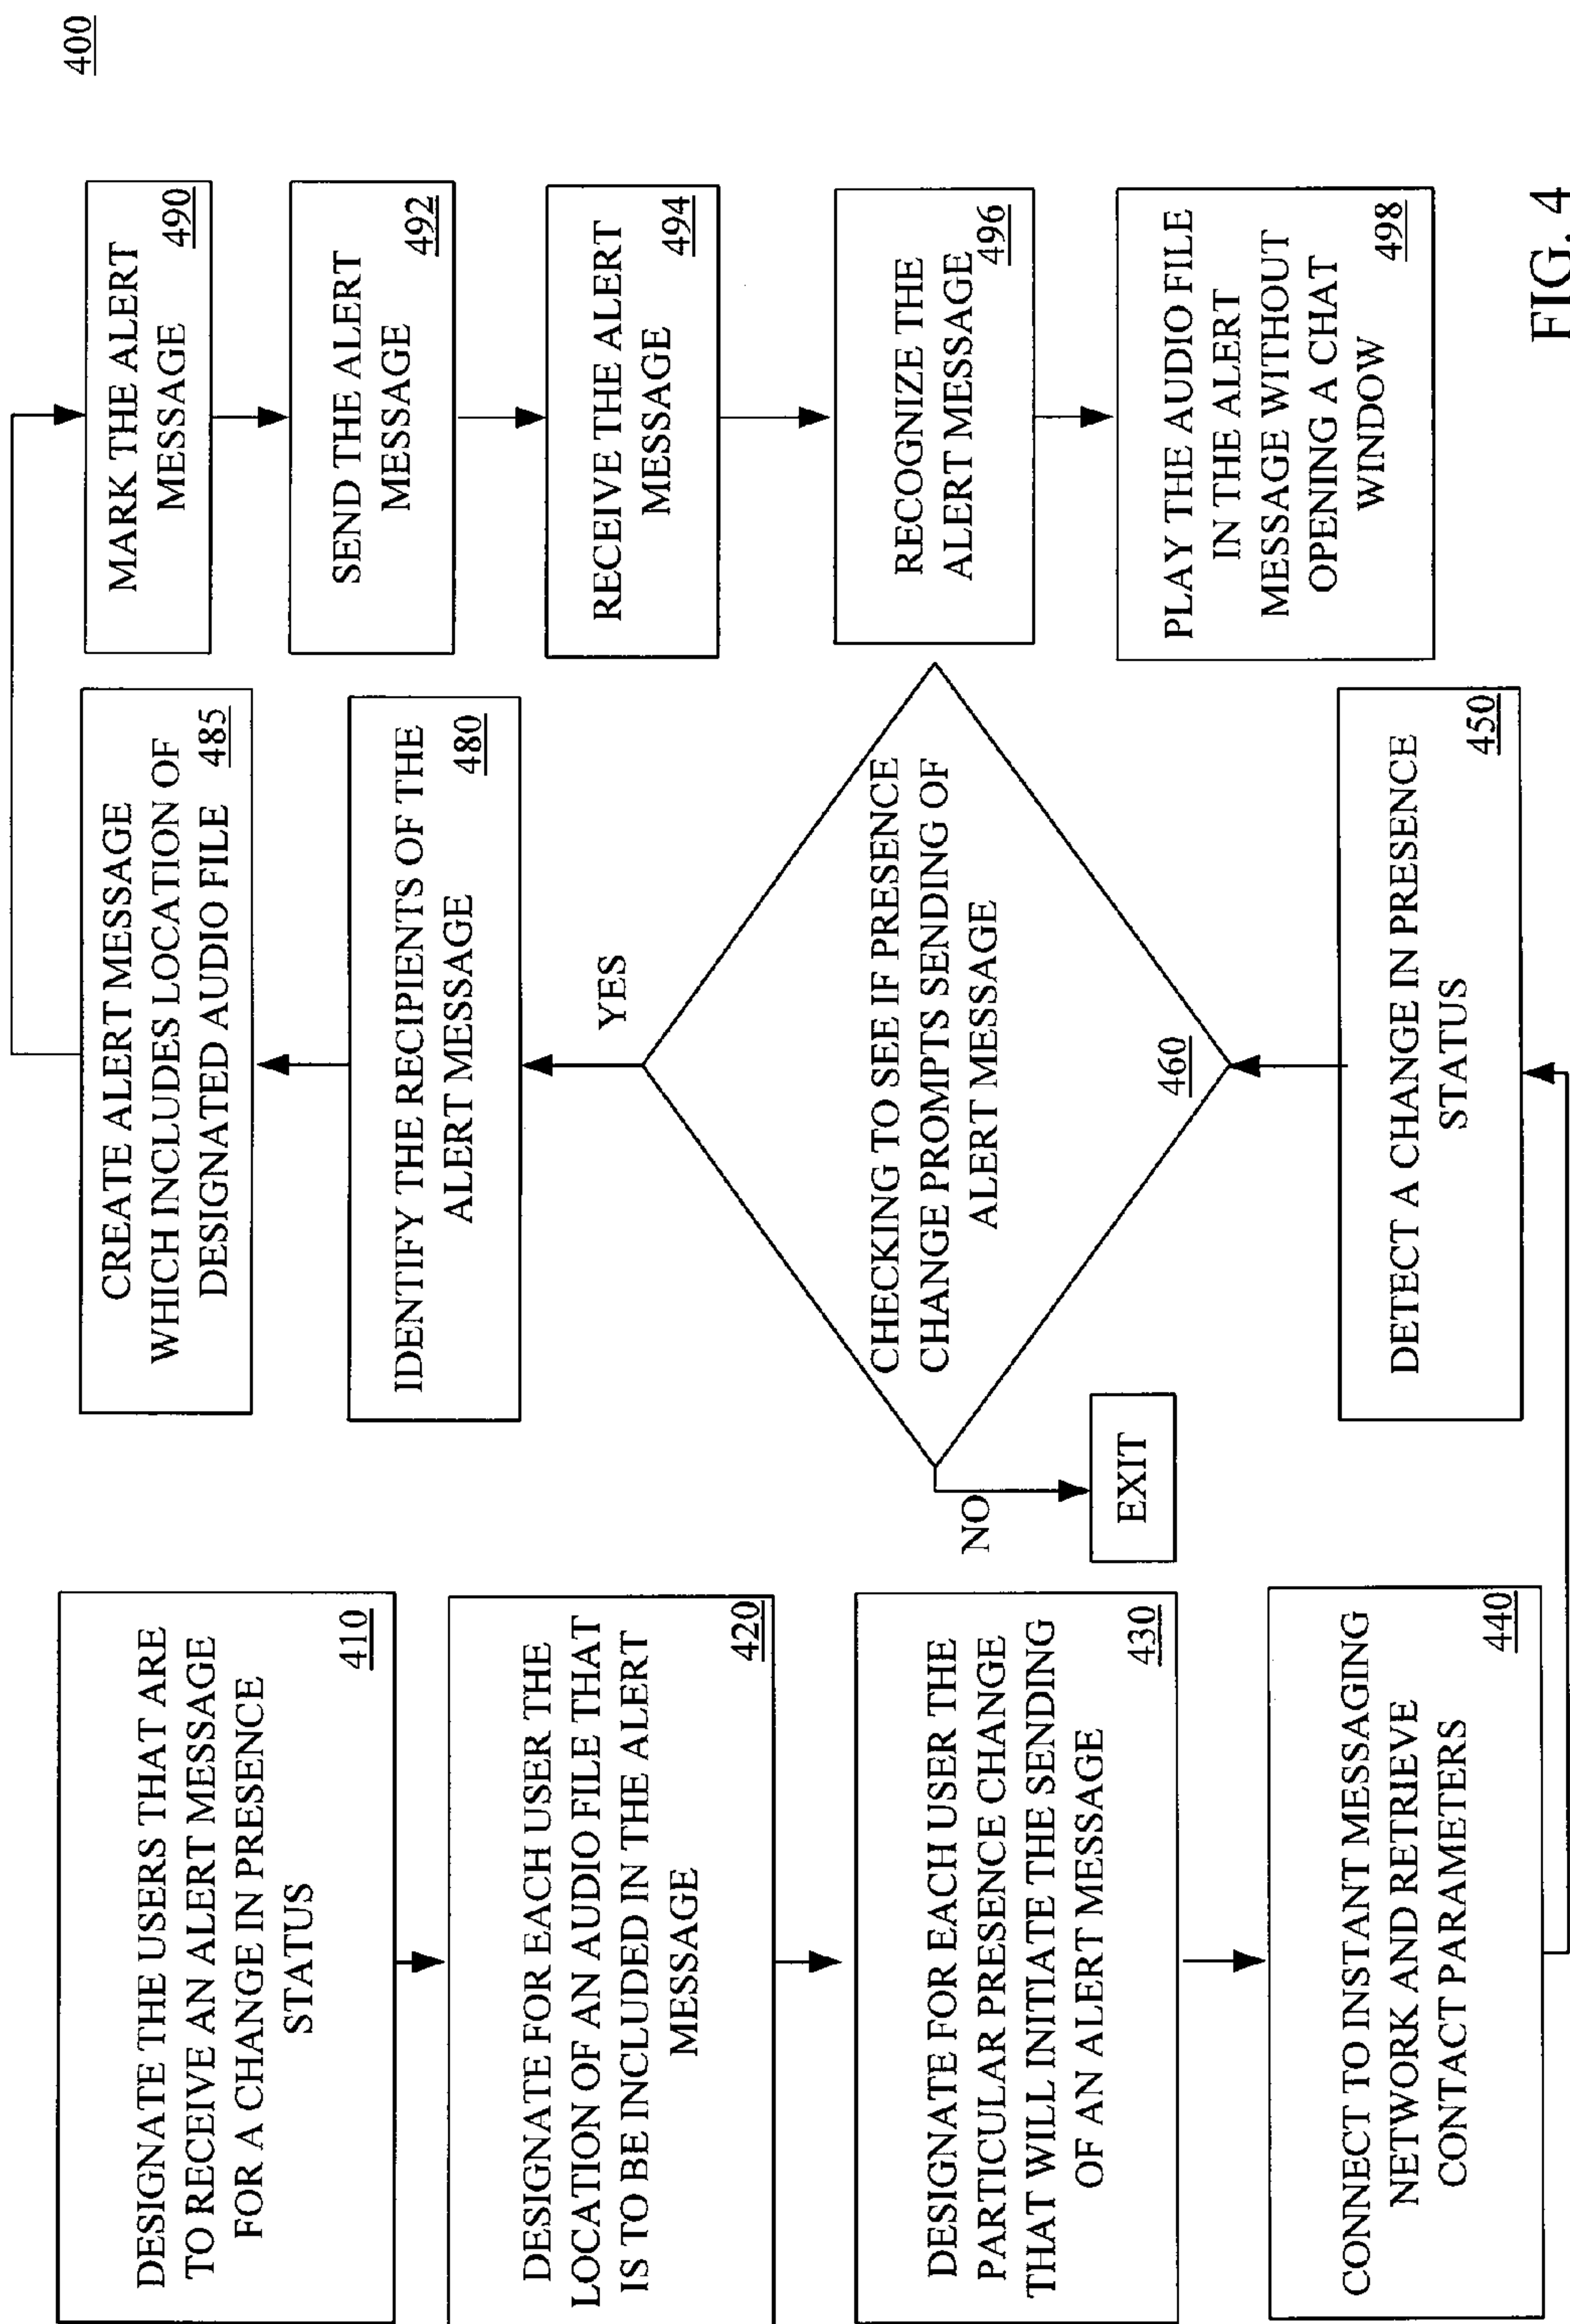 400
DESIGNATE THE USERS THAT ARE
TO RECEIVE AN ALERT MESSAGE
FOR A CHANGE IN PRESENCE
STATUS
410
DESIGNATE FOR EACH USER THE
LOCATION OF AN AUDIO FILE THAT
IS TO BE INCLUDED IN THE ALERT
MESSAGE
420
DESIGNATE FOR EACH USER THE
PARTICULAR PRESENCE CHANGE
THAT WILL INITIATE THE SENDING
OF AN ALERT MESSAGE
430
CONNECT TO INSTANT MESSAGING
NETWORK AND RETRIEVE
CONTACT PARAMETERS
440
DETECT A CHANGE IN PRESENCE
STATUS
450
CHECKING TO SEE IF PRESENCE
CHANGE PROMPTS SENDING OF
ALERT MESSAGE
460
NO
EXIT
YES
IDENTIFY THE RECIPIENTS OF THE
ALERT MESSAGE
480
CREATE ALERT MESSAGE
WHICH INCLUDES LOCATION OF
DESIGNATED AUDIO FILE
485
MARK THE ALERT
MESSAGE
490
SEND THE ALERT
MESSAGE
492
RECEIVE THE ALERT
MESSAGE
494
RECOGNIZE THE
ALERT MESSAGE
496
PLAY THE AUDIO FILE
IN THE ALERT
MESSAGE WITHOUT
OPENING A CHAT
WINDOW
498
FIG. 4